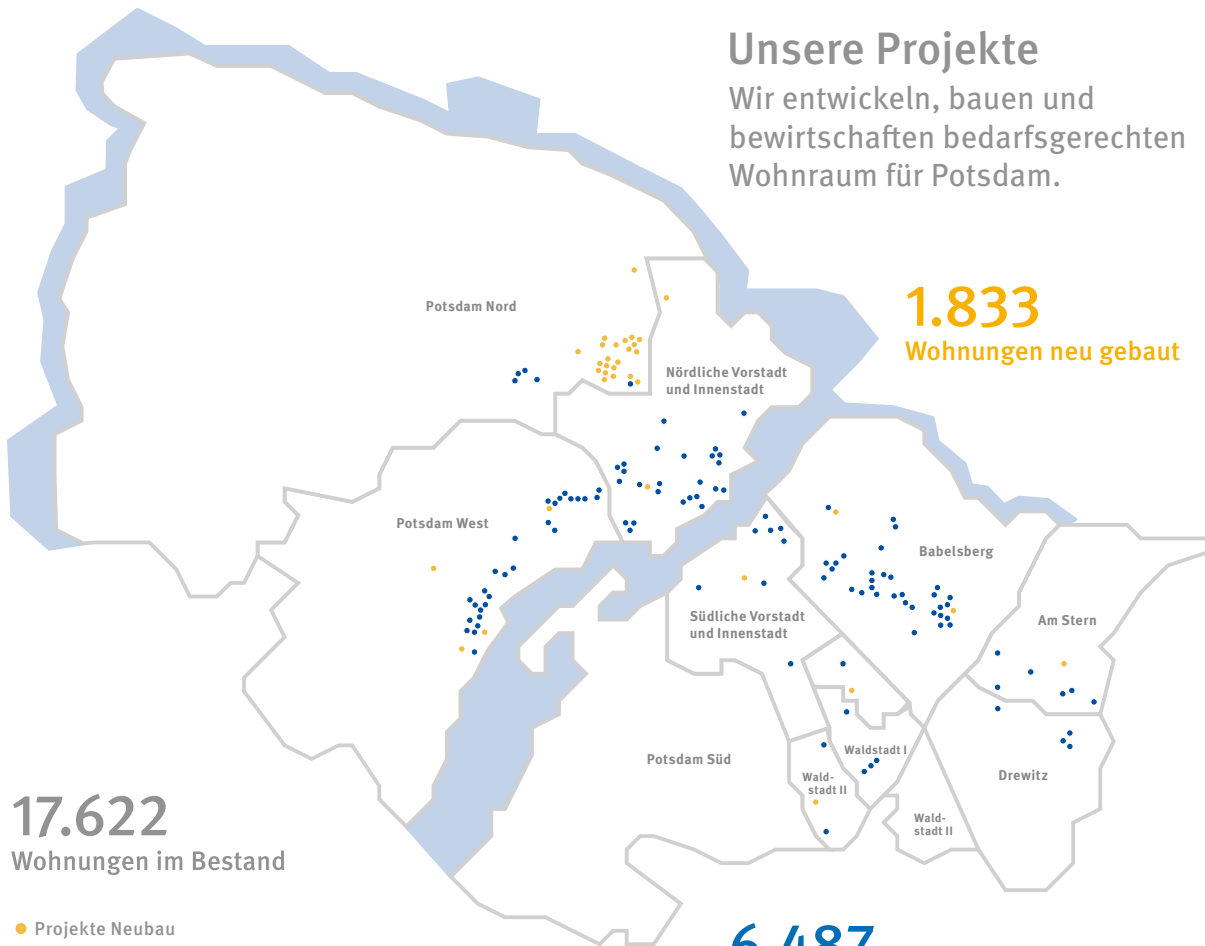 Unsere Projekte
Wir entwickeln, bauen und
bewirtschaften bedarfsgerechten
Wohnraum für Potsdam.
1.833
Wohnungen neu gebaut
Potsdam Nord
Nördliche Vorstadt
und Innenstadt
Potsdam West
Babelsberg
Südliche Vorstadt
und Innenstadt
Am Stern
Potsdam Süd
Waldstadt I
Wald-
stadt II
Drewitz
Wald-
stadt II
17.622
Wohnungen im Bestand
Projekte Neubau
6.487